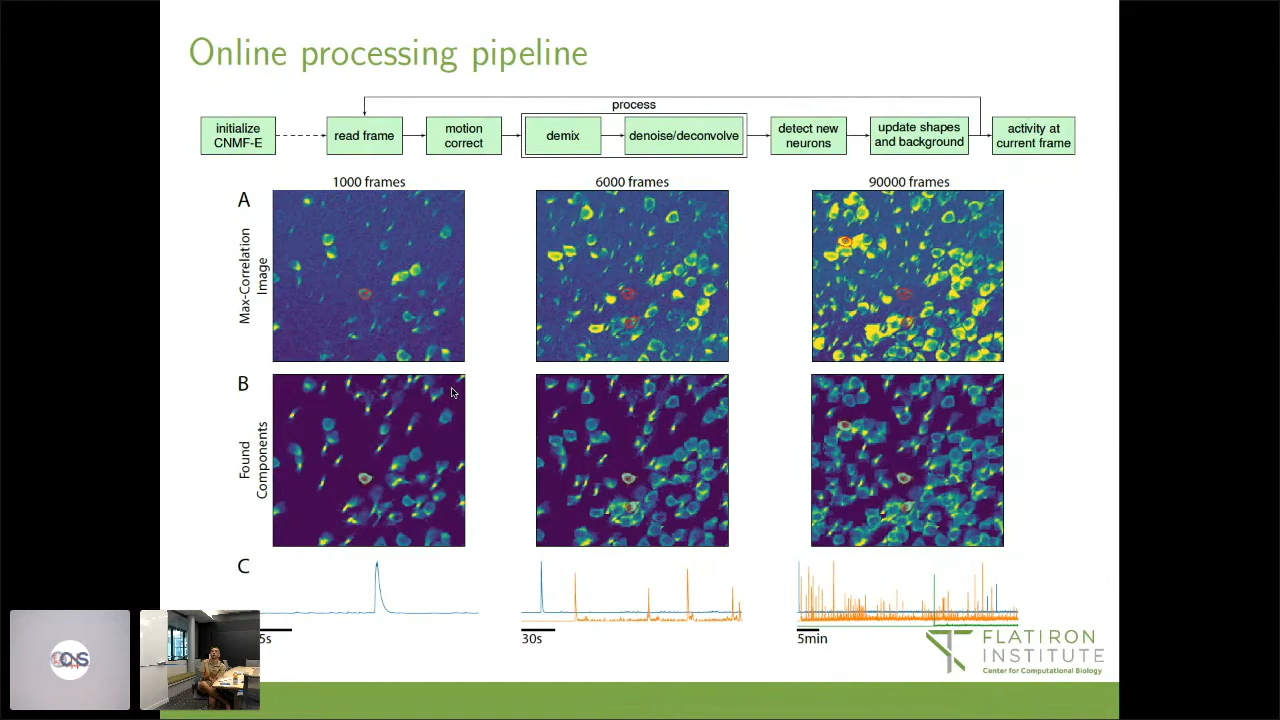 Online processing pipeline
process
initialize
CNMF-E
read frame
motion
correct
demix
denoise/deconvolve
detect new
neurons
update shapes
and background
activity at
current frame
1000 frames
6000 frames
90000 frames
A
Max-Correlation
Image
B
Found
Components
C
5s
30s
5min
FLATIRON
INSTITUTE
Center for Computational Biology